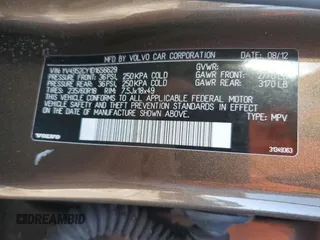 MFD. BY VOLVO CAR CORPORATION DATE: 08/12
GVWR:
PRESSURE FRONT: 36PSI, 250KPA COLD GAWR FRONT:
PRESSURE REAR: 36PSI, 250KPA COLD GAWR REAR: 3170LB
TIRES: 235/60R18 RIM: 7.5Jx18x49
THIS VEHICLE CONFORMS TO ALL APPLICABLE U.S. FEDERAL MOTOR VEHICLE
SAFETY AND THEFT PREVENTION STANDARDS IN EFFECT ON THE DATE OF
MANUFACTURE SHOWN ABOVE. TYPE: MPV
VOLVO
DREAMBID